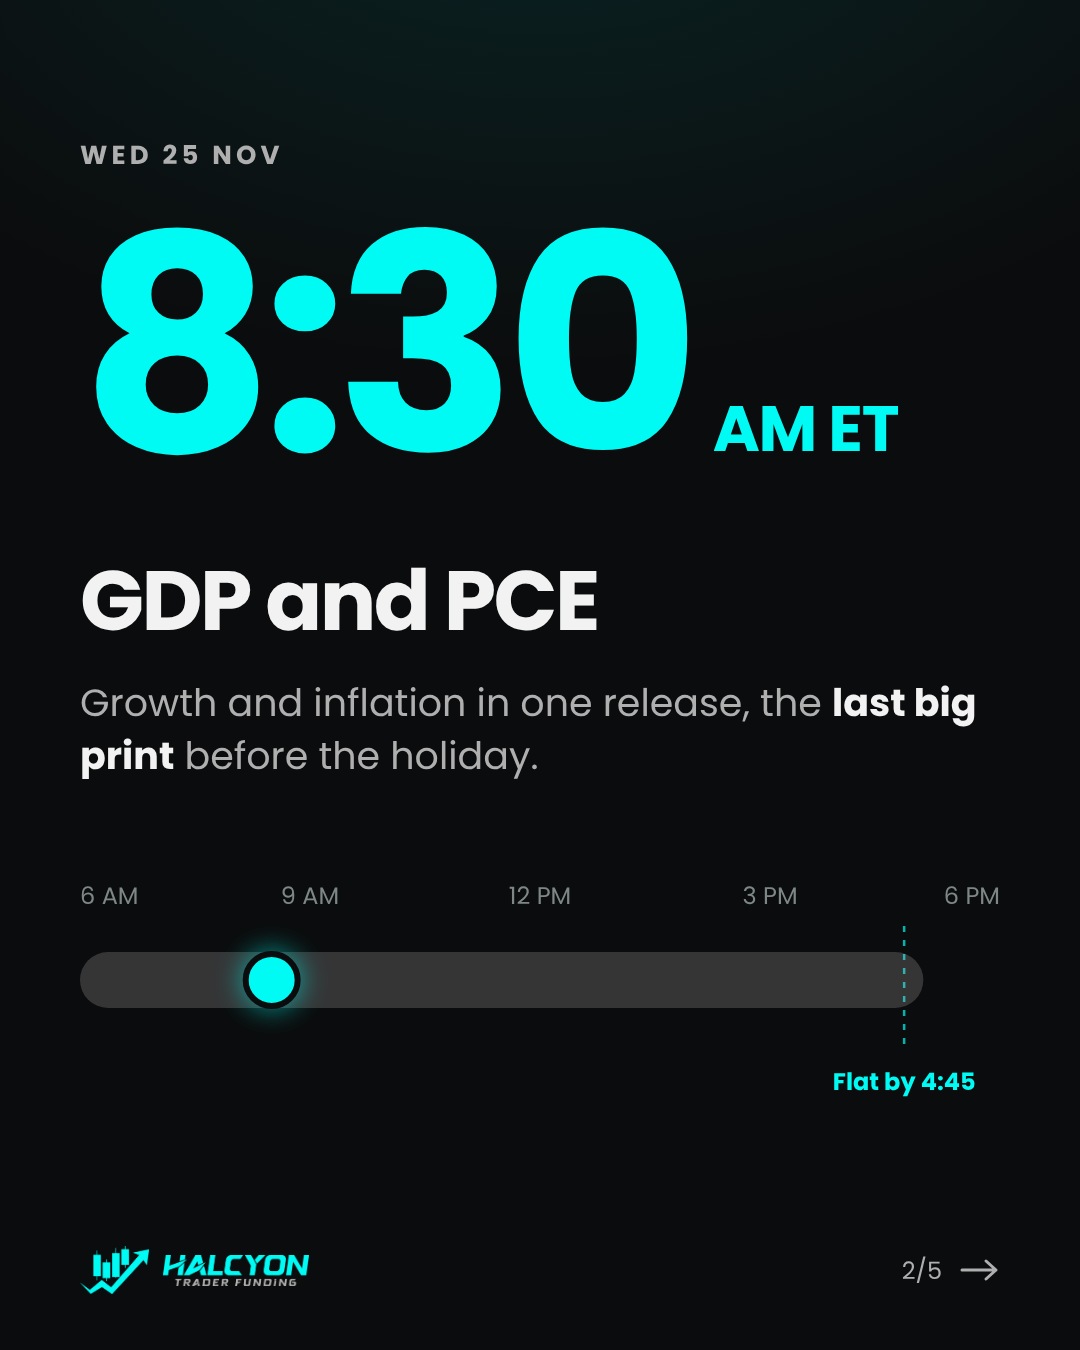 WED 25 NOV
8:30 AM ET
GDP and PCE
Growth and inflation in one release, the last big
print before the holiday.
6 AM 9 AM 12 PM 3 PM 6 PM
Flat by 4:45
HALCYON
TRADER FUNDING
2/5